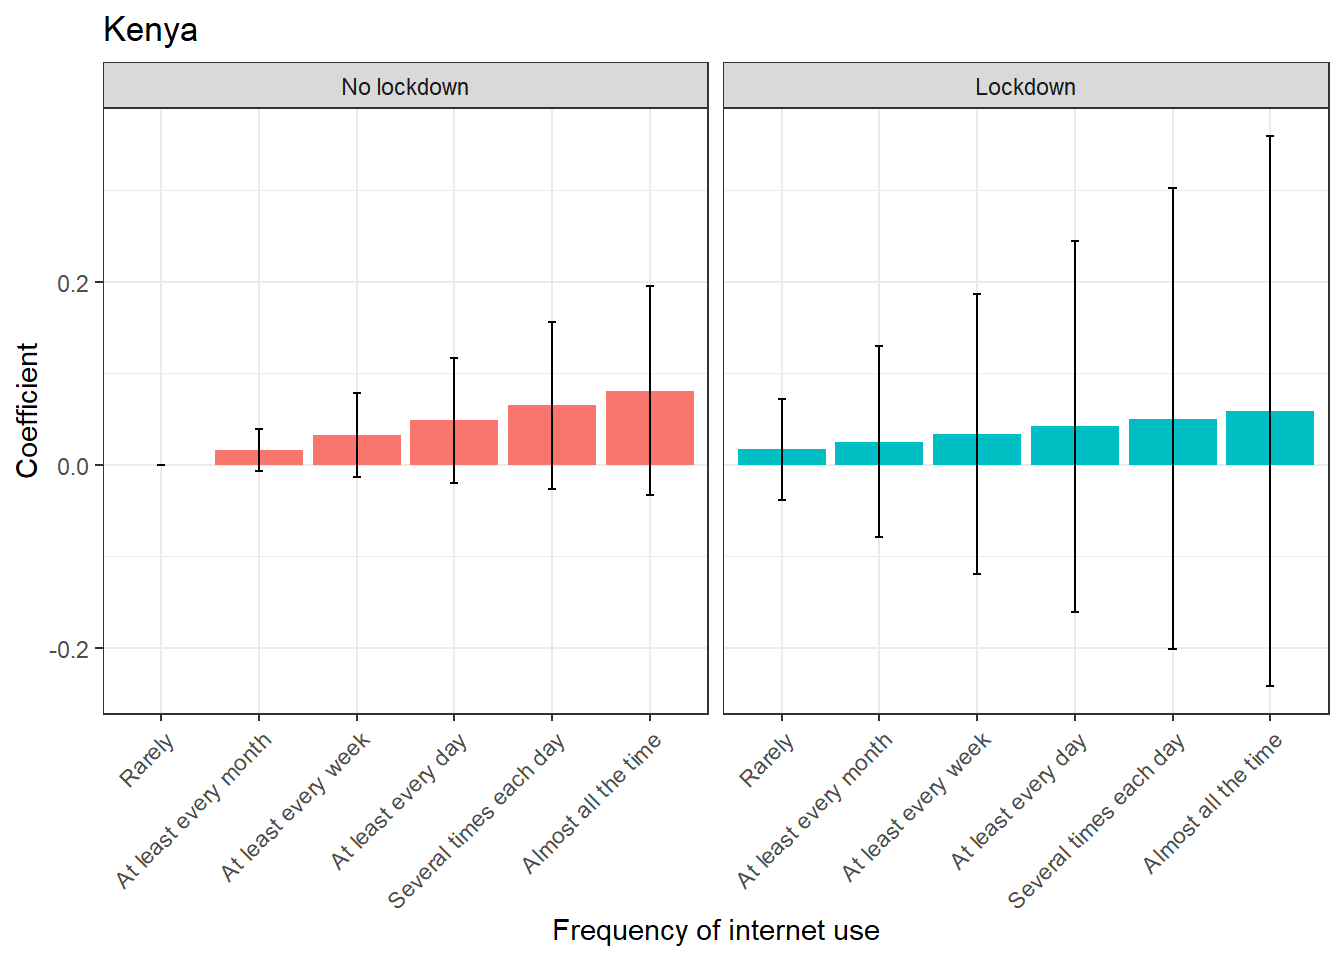 Kenya
No lockdown
Lockdown
Coefficient
0.2
0.0
-0.2
Rarely
At least every month
At least every week
At least every day
Several times each day
Almost all the time
Rarely
At least every month
At least every week
At least every day
Several times each day
Almost all the time
Frequency of internet use